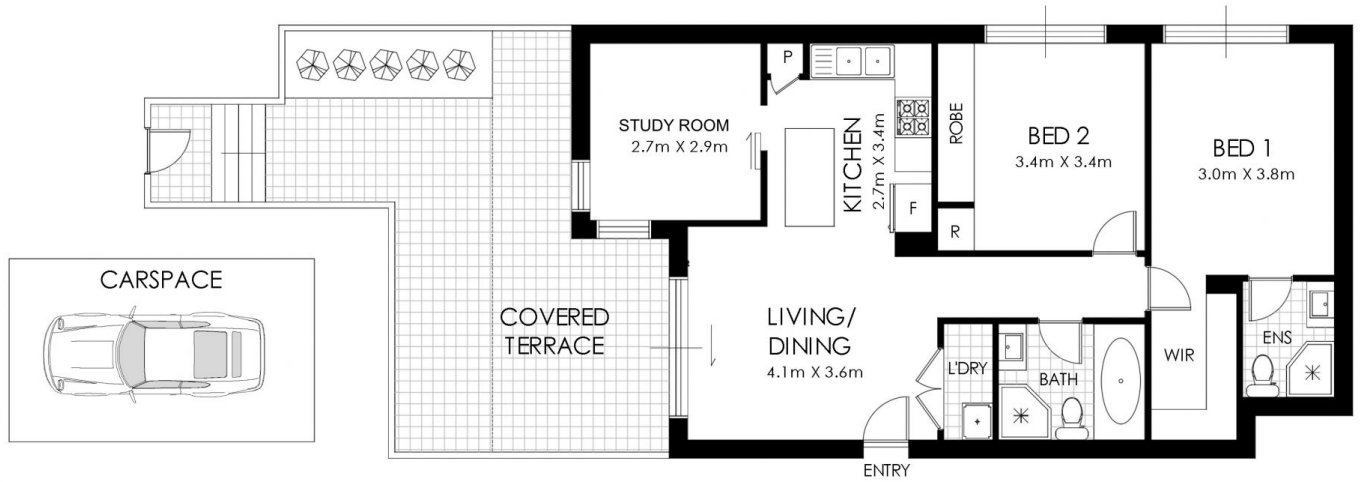 P
STUDY ROOM
2.7m X 2.9m
KITCHEN
2.7m X 3.4m
F
ROBE
R
BED 2
3.4m X 3.4m
BED 1
3.0m X 3.8m
CARSPACE
COVERED
TERRACE
LIVING/
DINING
4.1m X 3.6m
L'DRY
BATH
WIR
ENS
ENTRY